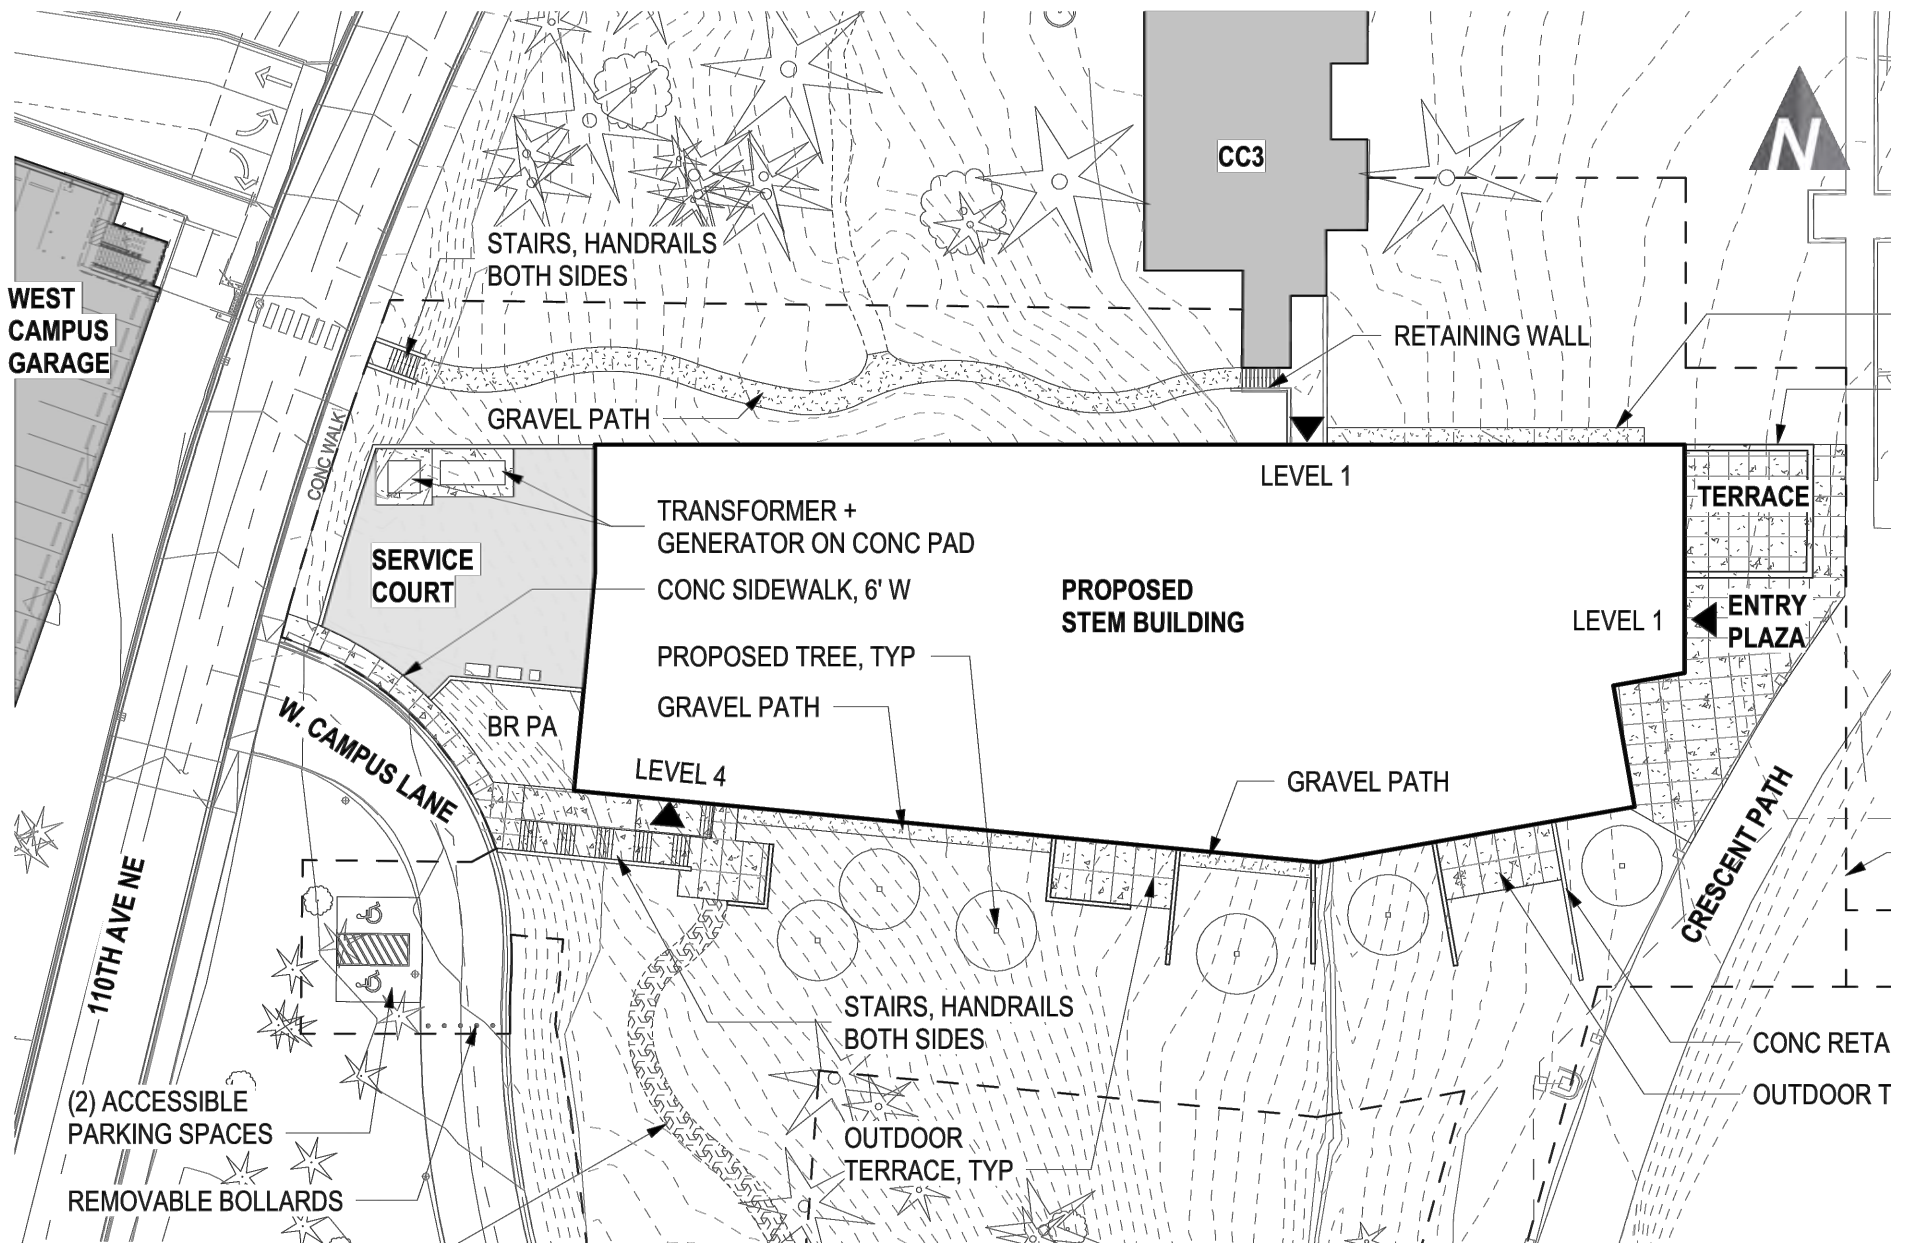 CC3
N
STAIRS, HANDRAILS
BOTH SIDES
WEST
CAMPUS
GARAGE
RETAINING WALL
GRAVEL PATH
CONC WALK
LEVEL 1
TERRACE
TRANSFORMER +
GENERATOR ON CONC PAD
SERVICE
COURT
CONC SIDEWALK, 6' W
PROPOSED
STEM BUILDING
LEVEL 1
ENTRY
PLAZA
PROPOSED TREE, TYP
GRAVEL PATH
BR PA
W. CAMPUS LANE
LEVEL 4
GRAVEL PATH
CRESCENT PATH
110TH AVE NE
STAIRS, HANDRAILS
BOTH SIDES
CONC RETA
OUTDOOR T
(2) ACCESSIBLE
PARKING SPACES
OUTDOOR
TERRACE, TYP
REMOVABLE BOLLARDS